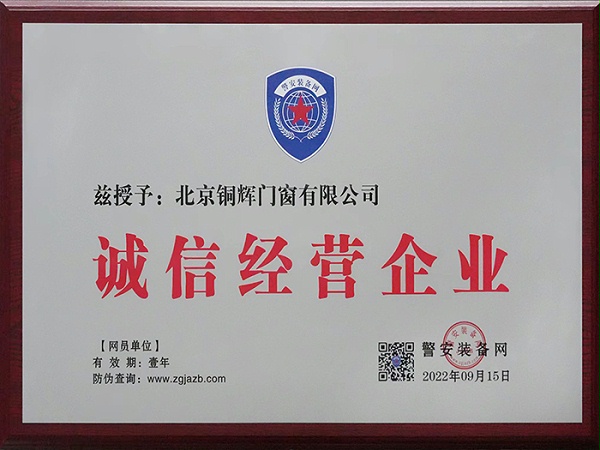 警安装备网
兹授予：北京铜辉门窗有限公司
诚信经营企业
【网员单位】
有 效 期：壹年
防伪查询：www.zgjazb.com
警安装备网
2022年09月15日